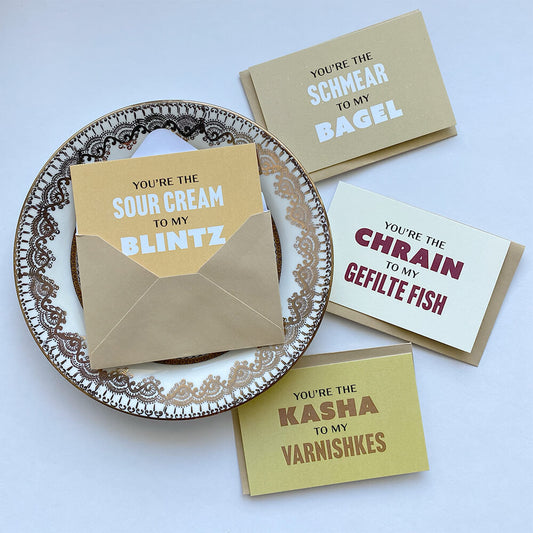 YOU'RE THE
SCHMEAR
TO MY
BAGEL
YOU'RE THE
SOUR CREAM
TO MY
BLINTZ
YOU'RE THE
CHRAIN
TO MY
GEFILTE FISH
YOU'RE THE
KASHA
TO MY
VARNISHKES